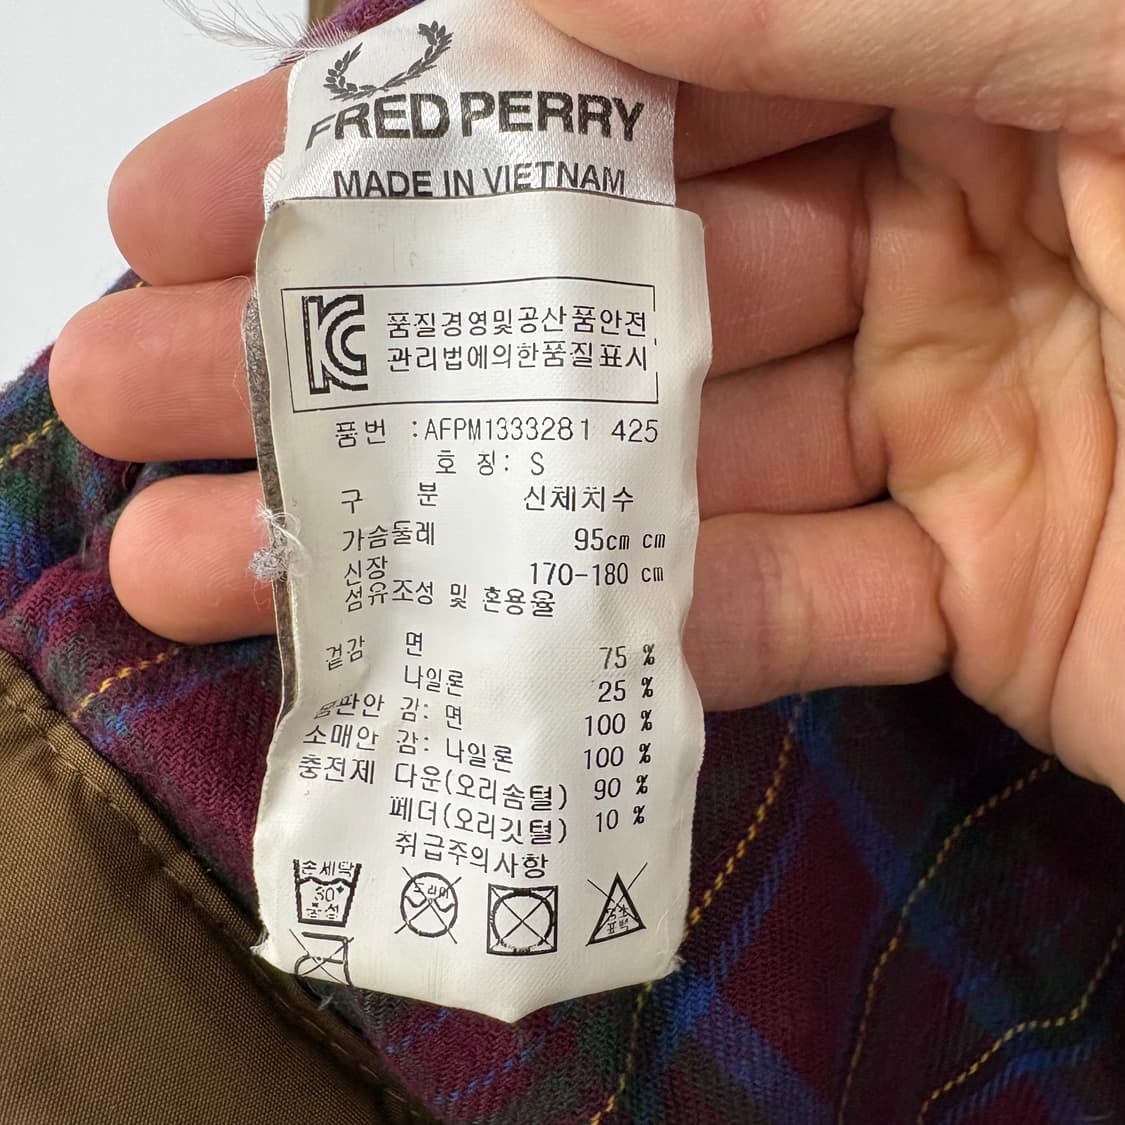 FRED PERRY
MADE IN VIETNAM
품질경영및공산품안전
관리법에의한품질표시
품번 :AFPM1333281 425
호 칭: S
구 분 신체치수
가슴둘레 95cm cm
신장 170-180 cm
섬유조성 및 혼용율
겉감 면 75 %
나일론 25 %
몸판안 감: 면 100 %
소매안 감: 나일론 100 %
충전제 다운(오리솜털) 90 %
페더(오리깃털) 10 %
취급주의사항
손세탁
30°
중성
드라이